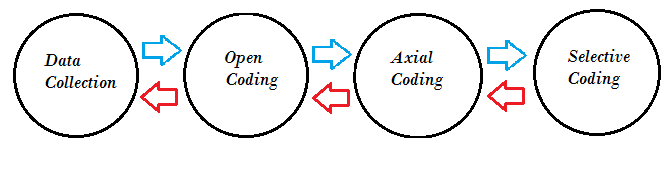 Data
Collection
Open
Coding
Axial
Coding
Selective
Coding